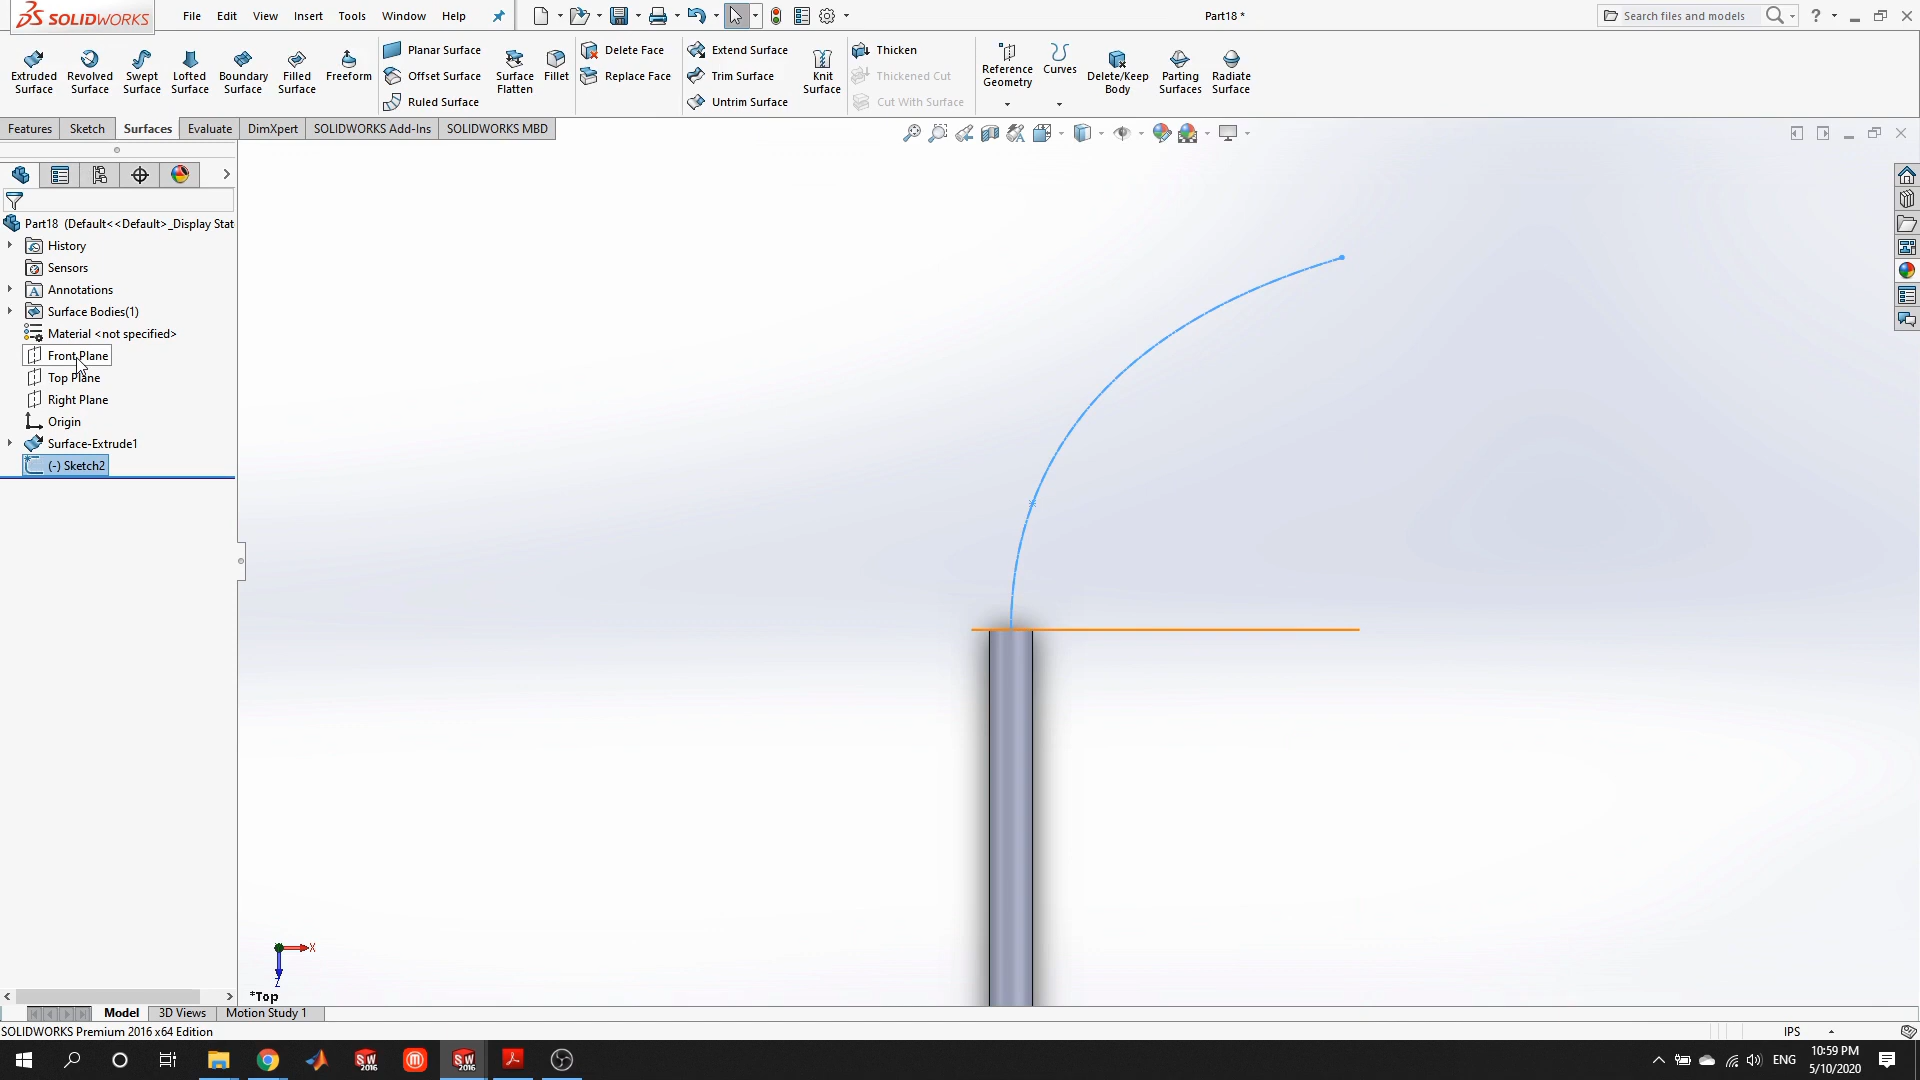 SOLIDWORKS File Edit View Insert Tools Window Help Part18 * Search files and models
Extruded Surface
Revolved Surface
Swept Surface
Lofted Surface
Boundary Surface
Filled Surface
Freeform
Planar Surface
Offset Surface
Ruled Surface
Surface Flatten
Fillet
Delete Face
Replace Face
Extend Surface
Trim Surface
Untrim Surface
Knit Surface
Thicken
Thickened Cut
Cut With Surface
Reference Geometry
Curves
Delete/Keep Body
Parting Surfaces
Radiate Surface
Features Sketch Surfaces Evaluate DimXpert SOLIDWORKS Add-Ins SOLIDWORKS MBD
Part18 (Default<<Default>_Display Stat
History
Sensors
Annotations
Surface Bodies(1)
Material <not specified>
Front Plane
Top Plane
Right Plane
Origin
Surface-Extrude1
(-) Sketch2
X
Z
*Top
Model 3D Views Motion Study 1
SOLIDWORKS Premium 2016 x64 Edition IPS
SW 2016 SW 2016 ENG 10:59 PM
5/10/2020